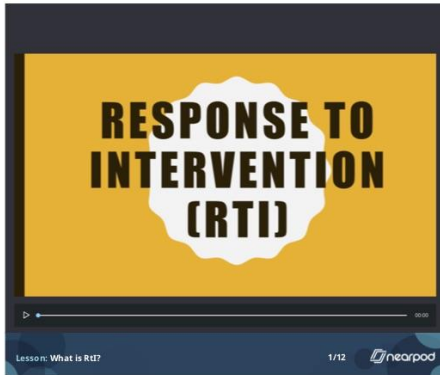 RESPONSE TO
INTERVENTION
(RTI)
00:00
Lesson: What is RtI? 1/12 nearpod